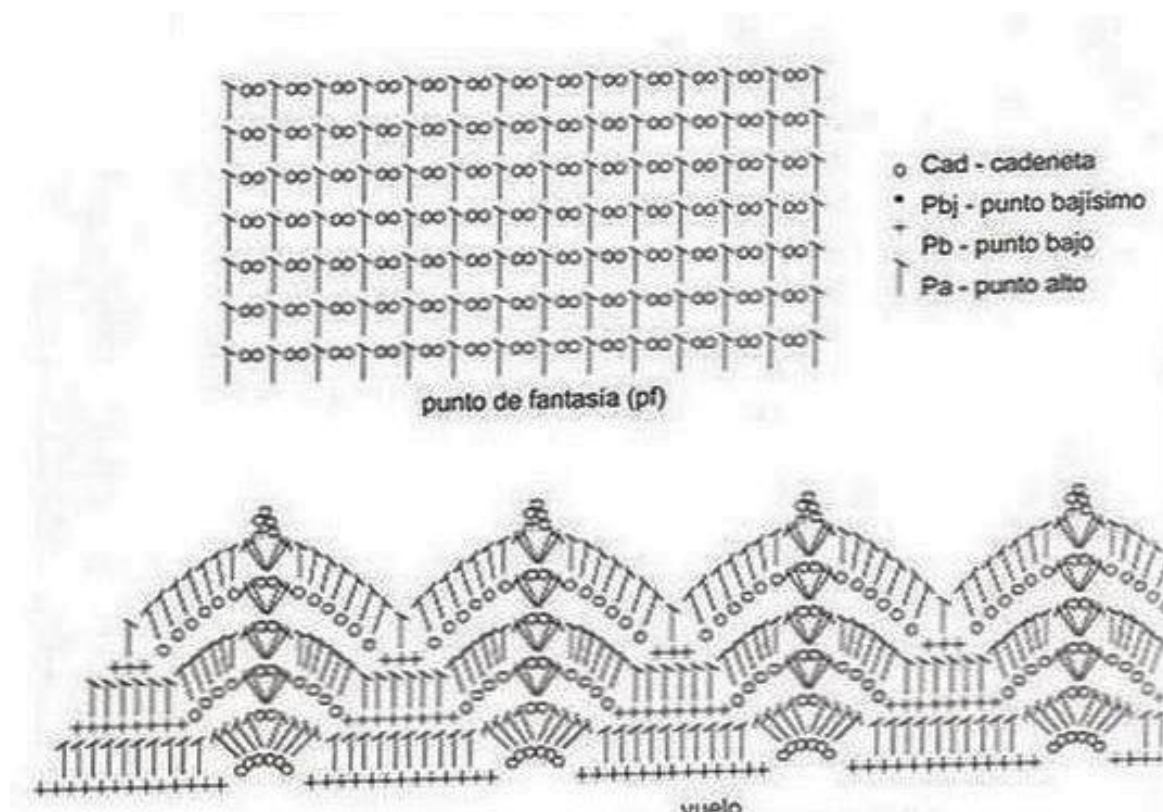 Cad - cadeneta
Pbj - punto bajísimo
Pb - punto bajo
Pa - punto alto
punto de fantasía (pf)
vuelo